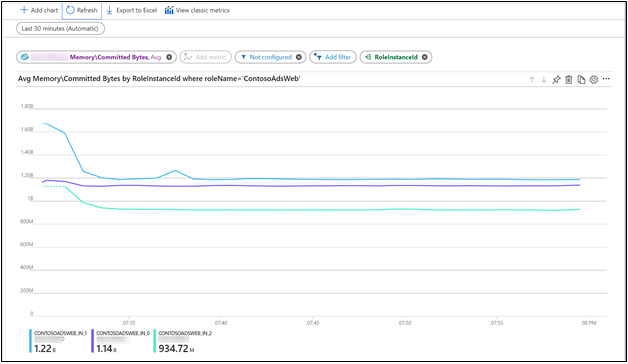 Add chart Refresh Export to Excel View classic metrics
Last 30 minutes (Automatic)
Memory\Committed Bytes, Avg Add metric Not configured Add filter RoleInstanceId
Avg Memory\Committed Bytes by RoleInstanceId where roleName='ContosoAdsWeb'
1.80B
1.60B
1.40B
1.20B
1B
800M
600M
400M
200M
0
07:35 07:40 07:45 07:50 07:55 08 PM
CONTOSOADSWEB_IN_1 CONTOSOADSWEB_IN_0 CONTOSOADSWEB_IN_2
1.22 B 1.14 B 934.72 M